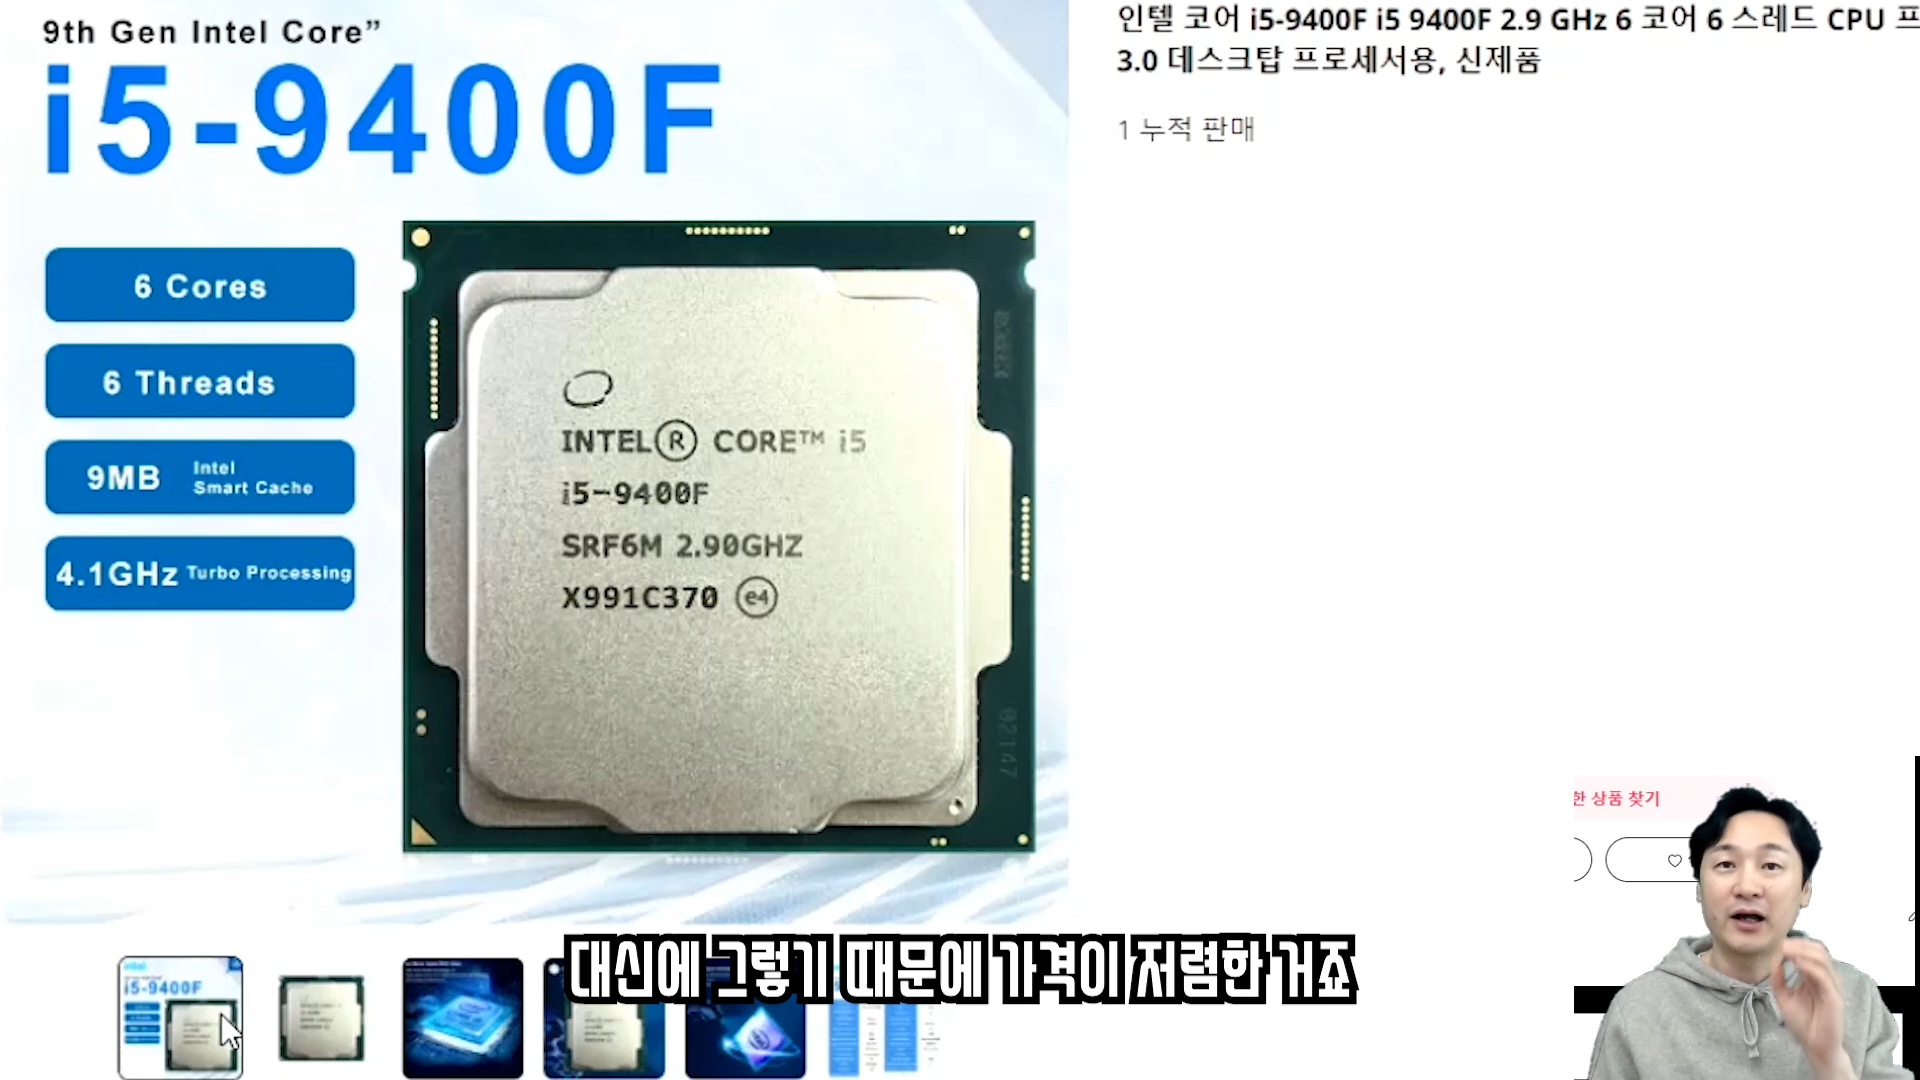 9th Gen Intel Core”
i5-9400F
6 Cores
6 Threads
9MB Intel Smart Cache
4.1GHz Turbo Processing
INTEL® CORE™ i5
i5-9400F
SRF6M 2.90GHZ
X991C370 e4
02147
인텔 코어 i5-9400F i5 9400F 2.9 GHz 6 코어 6 스레드 CPU 프
3.0 데스크탑 프로세서용, 신제품
1 누적 판매
한 상품 찾기
i5-9400F
대신에 그렇기 때문에 가격이 저렴한 거죠